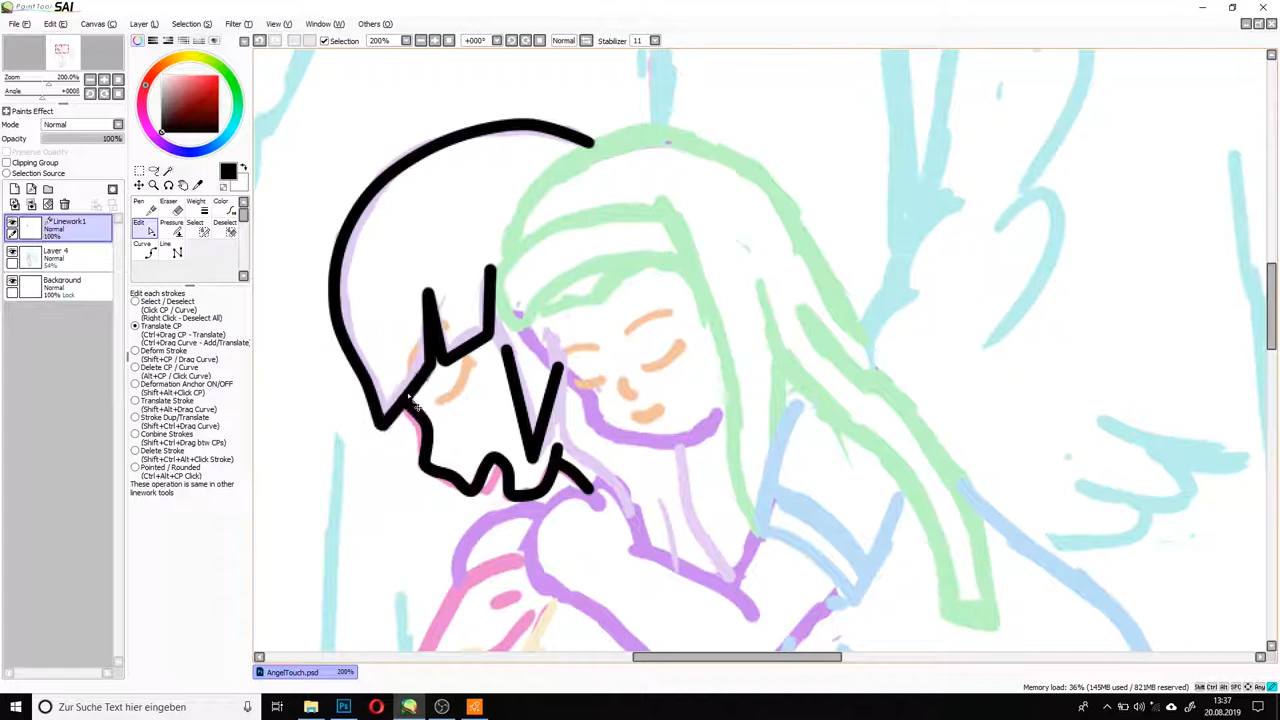 PaintTool SAI
File (F) Edit (E) Canvas (C) Layer (L) Selection (S) Filter (T) View (V) Window (W) Others (O)
Selection 200% +000° Normal Stabilizer 11
Zoom 200.0%
Angle +000°
Paints Effect
Mode Normal
Opacity 100%
Preserve Opacity
Clipping Group
Selection Source
Linework1
Normal
100%
Layer 4
Normal
54%
Background
Normal
100% Lock
Pen Eraser Weight Color
Edit Pressure Select Deselect
Curve Line
Edit each strokes
Select / Deselect
(Click CP / Curve)
(Right Click - Deselect All)
Translate CP
(Ctrl+Drag CP - Translate)
(Ctrl+Drag Curve - Add/Translate)
Deform Stroke
(Shift+CP / Drag Curve)
Delete CP / Curve
(Alt+CP / Click Curve)
Deformation Anchor ON/OFF
(Shift+Alt+Click CP)
Translate Stroke
(Shift+Alt+Drag Curve)
Stroke Dup/Translate
(Shift+Ctrl+Drag Curve)
Combine Strokes
(Shift+Ctrl+Drag btw CPs)
Delete Stroke
(Shift+Ctrl+Alt+Click Stroke)
Pointed / Rounded
(Ctrl+Alt+CP Click)
These operation is same in other
linework tools
AngelTouch.psd 200%
Memory load: 36% (145MB used / 821MB reserved) Shft Ctrl Alt SPC Any
Zur Suche Text hier eingeben
13:37
20.08.2019